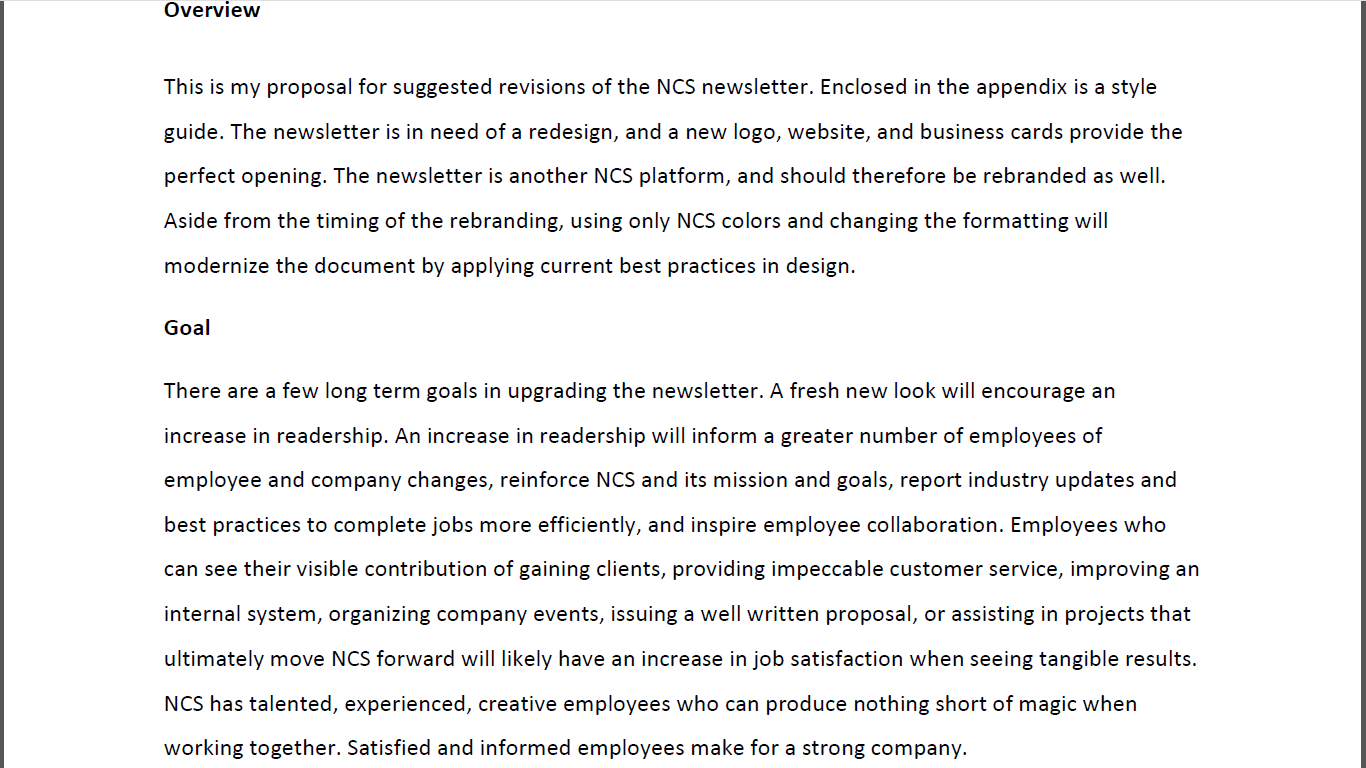 Overview
This is my proposal for suggested revisions of the NCS newsletter. Enclosed in the appendix is a style
guide. The newsletter is in need of a redesign, and a new logo, website, and business cards provide the
perfect opening. The newsletter is another NCS platform, and should therefore be rebranded as well.
Aside from the timing of the rebranding, using only NCS colors and changing the formatting will
modernize the document by applying current best practices in design.
Goal
There are a few long term goals in upgrading the newsletter. A fresh new look will encourage an
increase in readership. An increase in readership will inform a greater number of employees of
employee and company changes, reinforce NCS and its mission and goals, report industry updates and
best practices to complete jobs more efficiently, and inspire employee collaboration. Employees who
can see their visible contribution of gaining clients, providing impeccable customer service, improving an
internal system, organizing company events, issuing a well written proposal, or assisting in projects that
ultimately move NCS forward will likely have an increase in job satisfaction when seeing tangible results.
NCS has talented, experienced, creative employees who can produce nothing short of magic when
working together. Satisfied and informed employees make for a strong company.